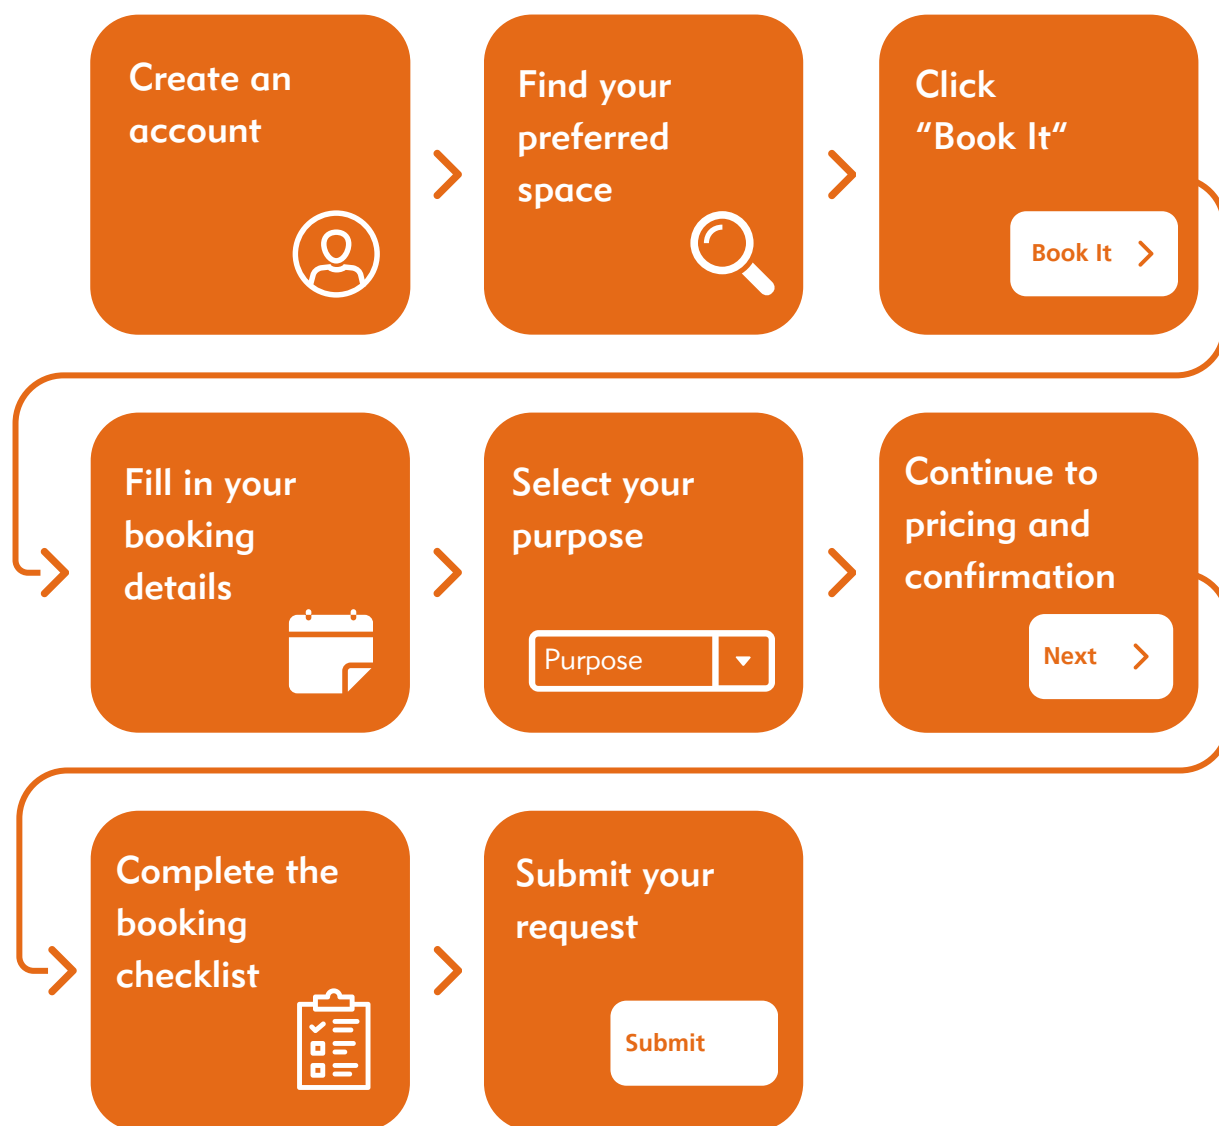 Create an
account
Find your
preferred
space
Click
“Book It“
Book It
Fill in your
booking
details
Select your
purpose
Purpose
Continue to
pricing and
confirmation
Next
Complete the
booking
checklist
Submit your
request
Submit